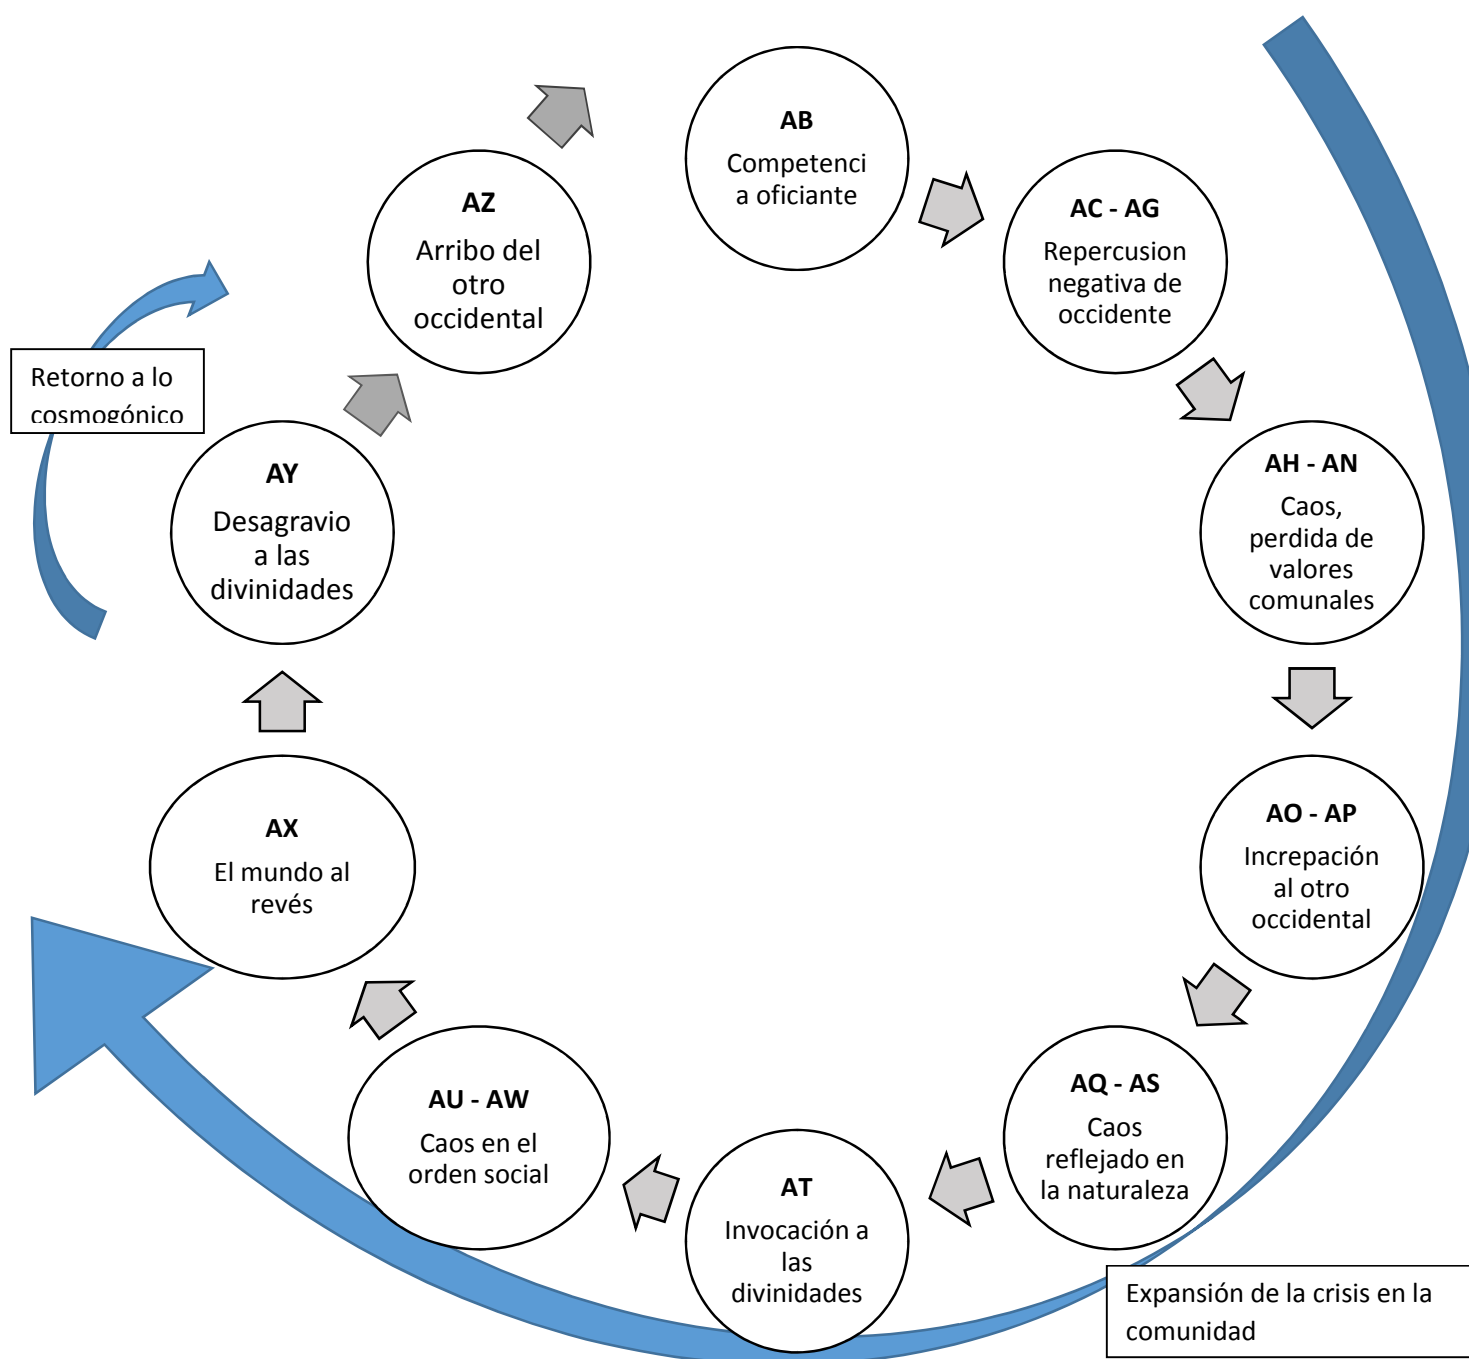 AB
Competenci
a oficiante
AC - AG
Repercusion
negativa de
occidente
AH - AN
Caos,
perdida de
valores
comunales
AO - AP
Increpación
al otro
occidental
AQ - AS
Caos
reflejado en
la naturaleza
AT
Invocación a
las
divinidades
AU - AW
Caos en el
orden social
AX
El mundo al
revés
AY
Desagravio
a las
divinidades
AZ
Arribo del
otro
occidental
Retorno a lo
cosmogónico
Expansión de la crisis en la
comunidad